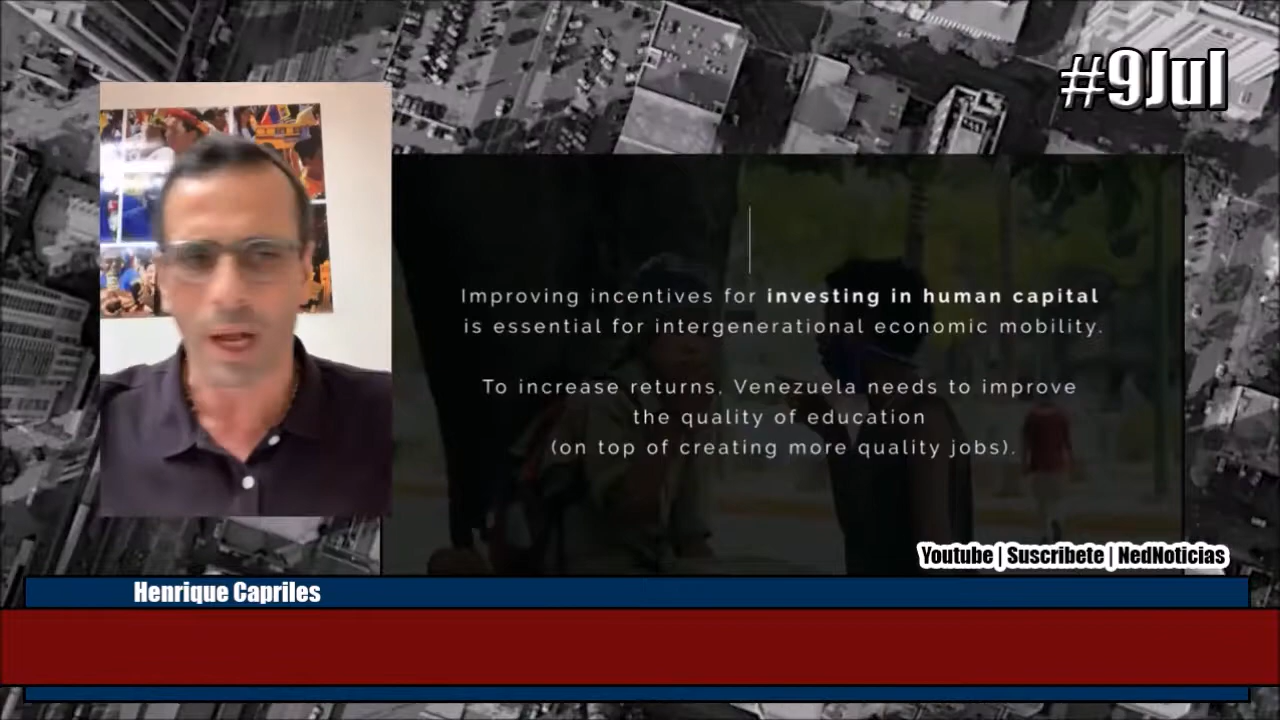 #9Jul
Improving incentives for investing in human capital
is essential for intergenerational economic mobility.
To increase returns, Venezuela needs to improve
the quality of education
(on top of creating more quality jobs).
Youtube | Suscribete | NedNoticias
Henrique Capriles